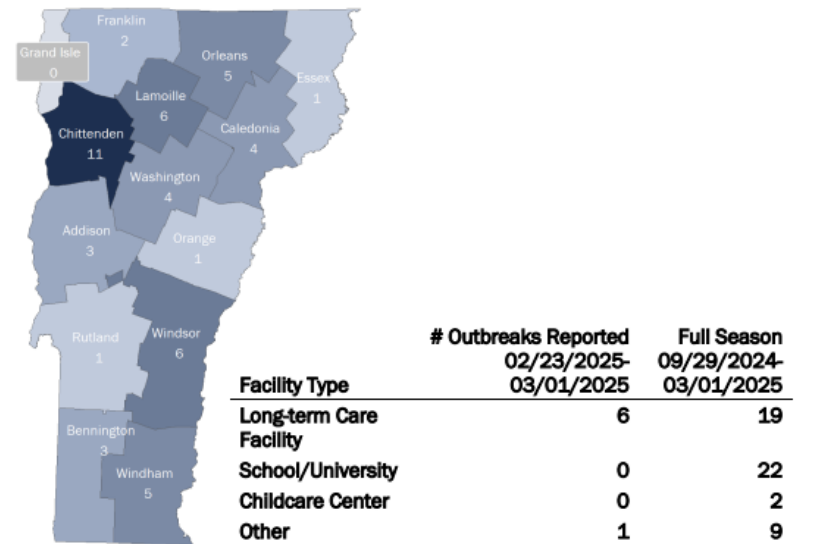 Franklin
2
Grand Isle
0
Orleans
5
Essex
1
Lamoille
6
Chittenden
11
Caledonia
4
Washington
4
Addison
3
Orange
1
Rutland
1
Windsor
6
Bennington
3
Windham
5
# Outbreaks Reported Full Season
02/23/2025- 09/29/2024-
Facility Type 03/01/2025 03/01/2025
Long-term Care 6 19
Facility
School/University 0 22
Childcare Center 0 2
Other 1 9